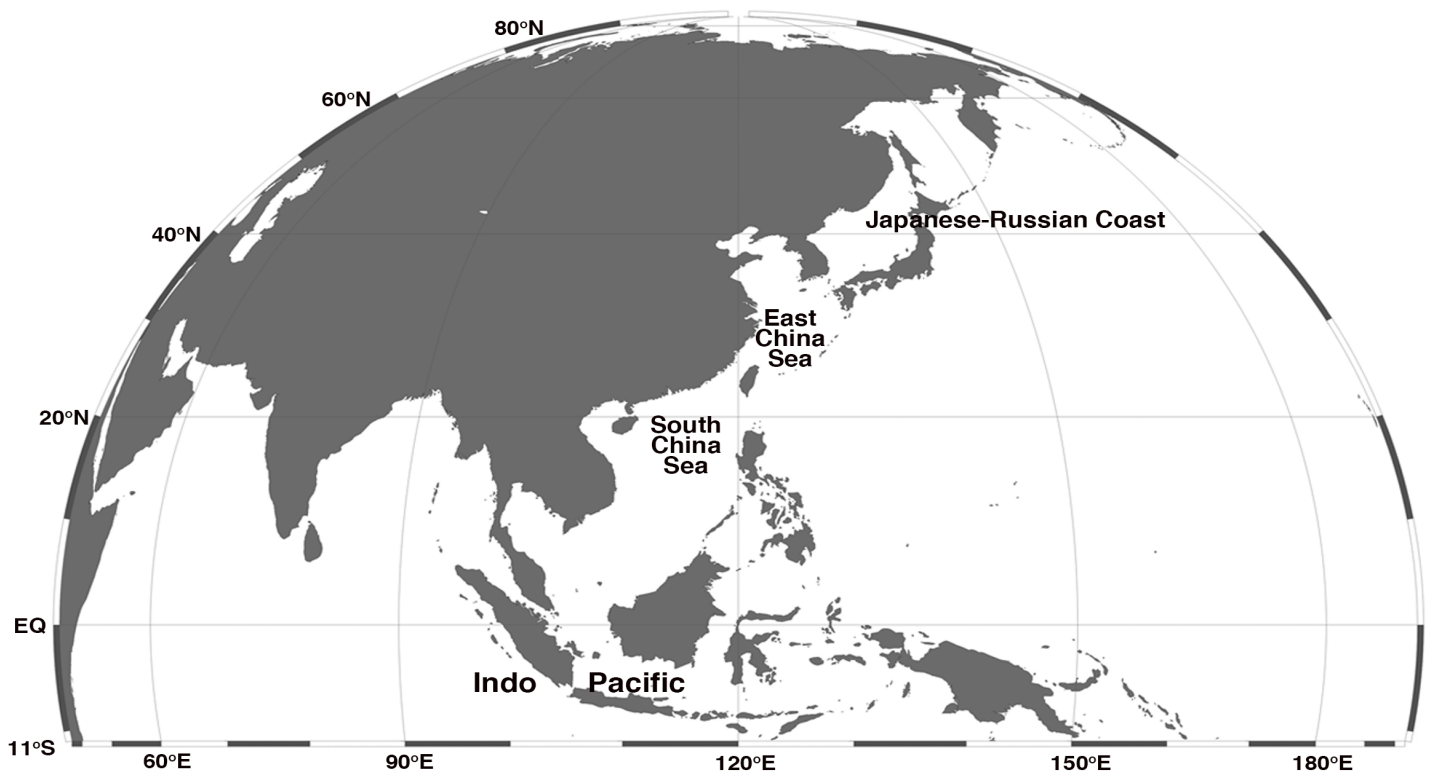 80°N
60°N
40°N
Japanese-Russian Coast
East
China
Sea
20°N
South
China
Sea
EQ
Indo Pacific
11°S
60°E 90°E 120°E 150°E 180°E